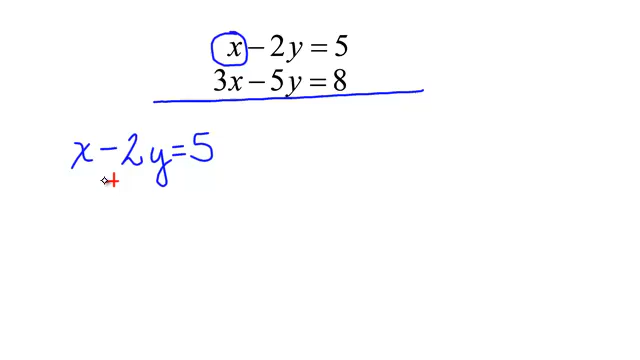 x − 2y = 5
3x − 5y = 8
x − 2y = 5
+